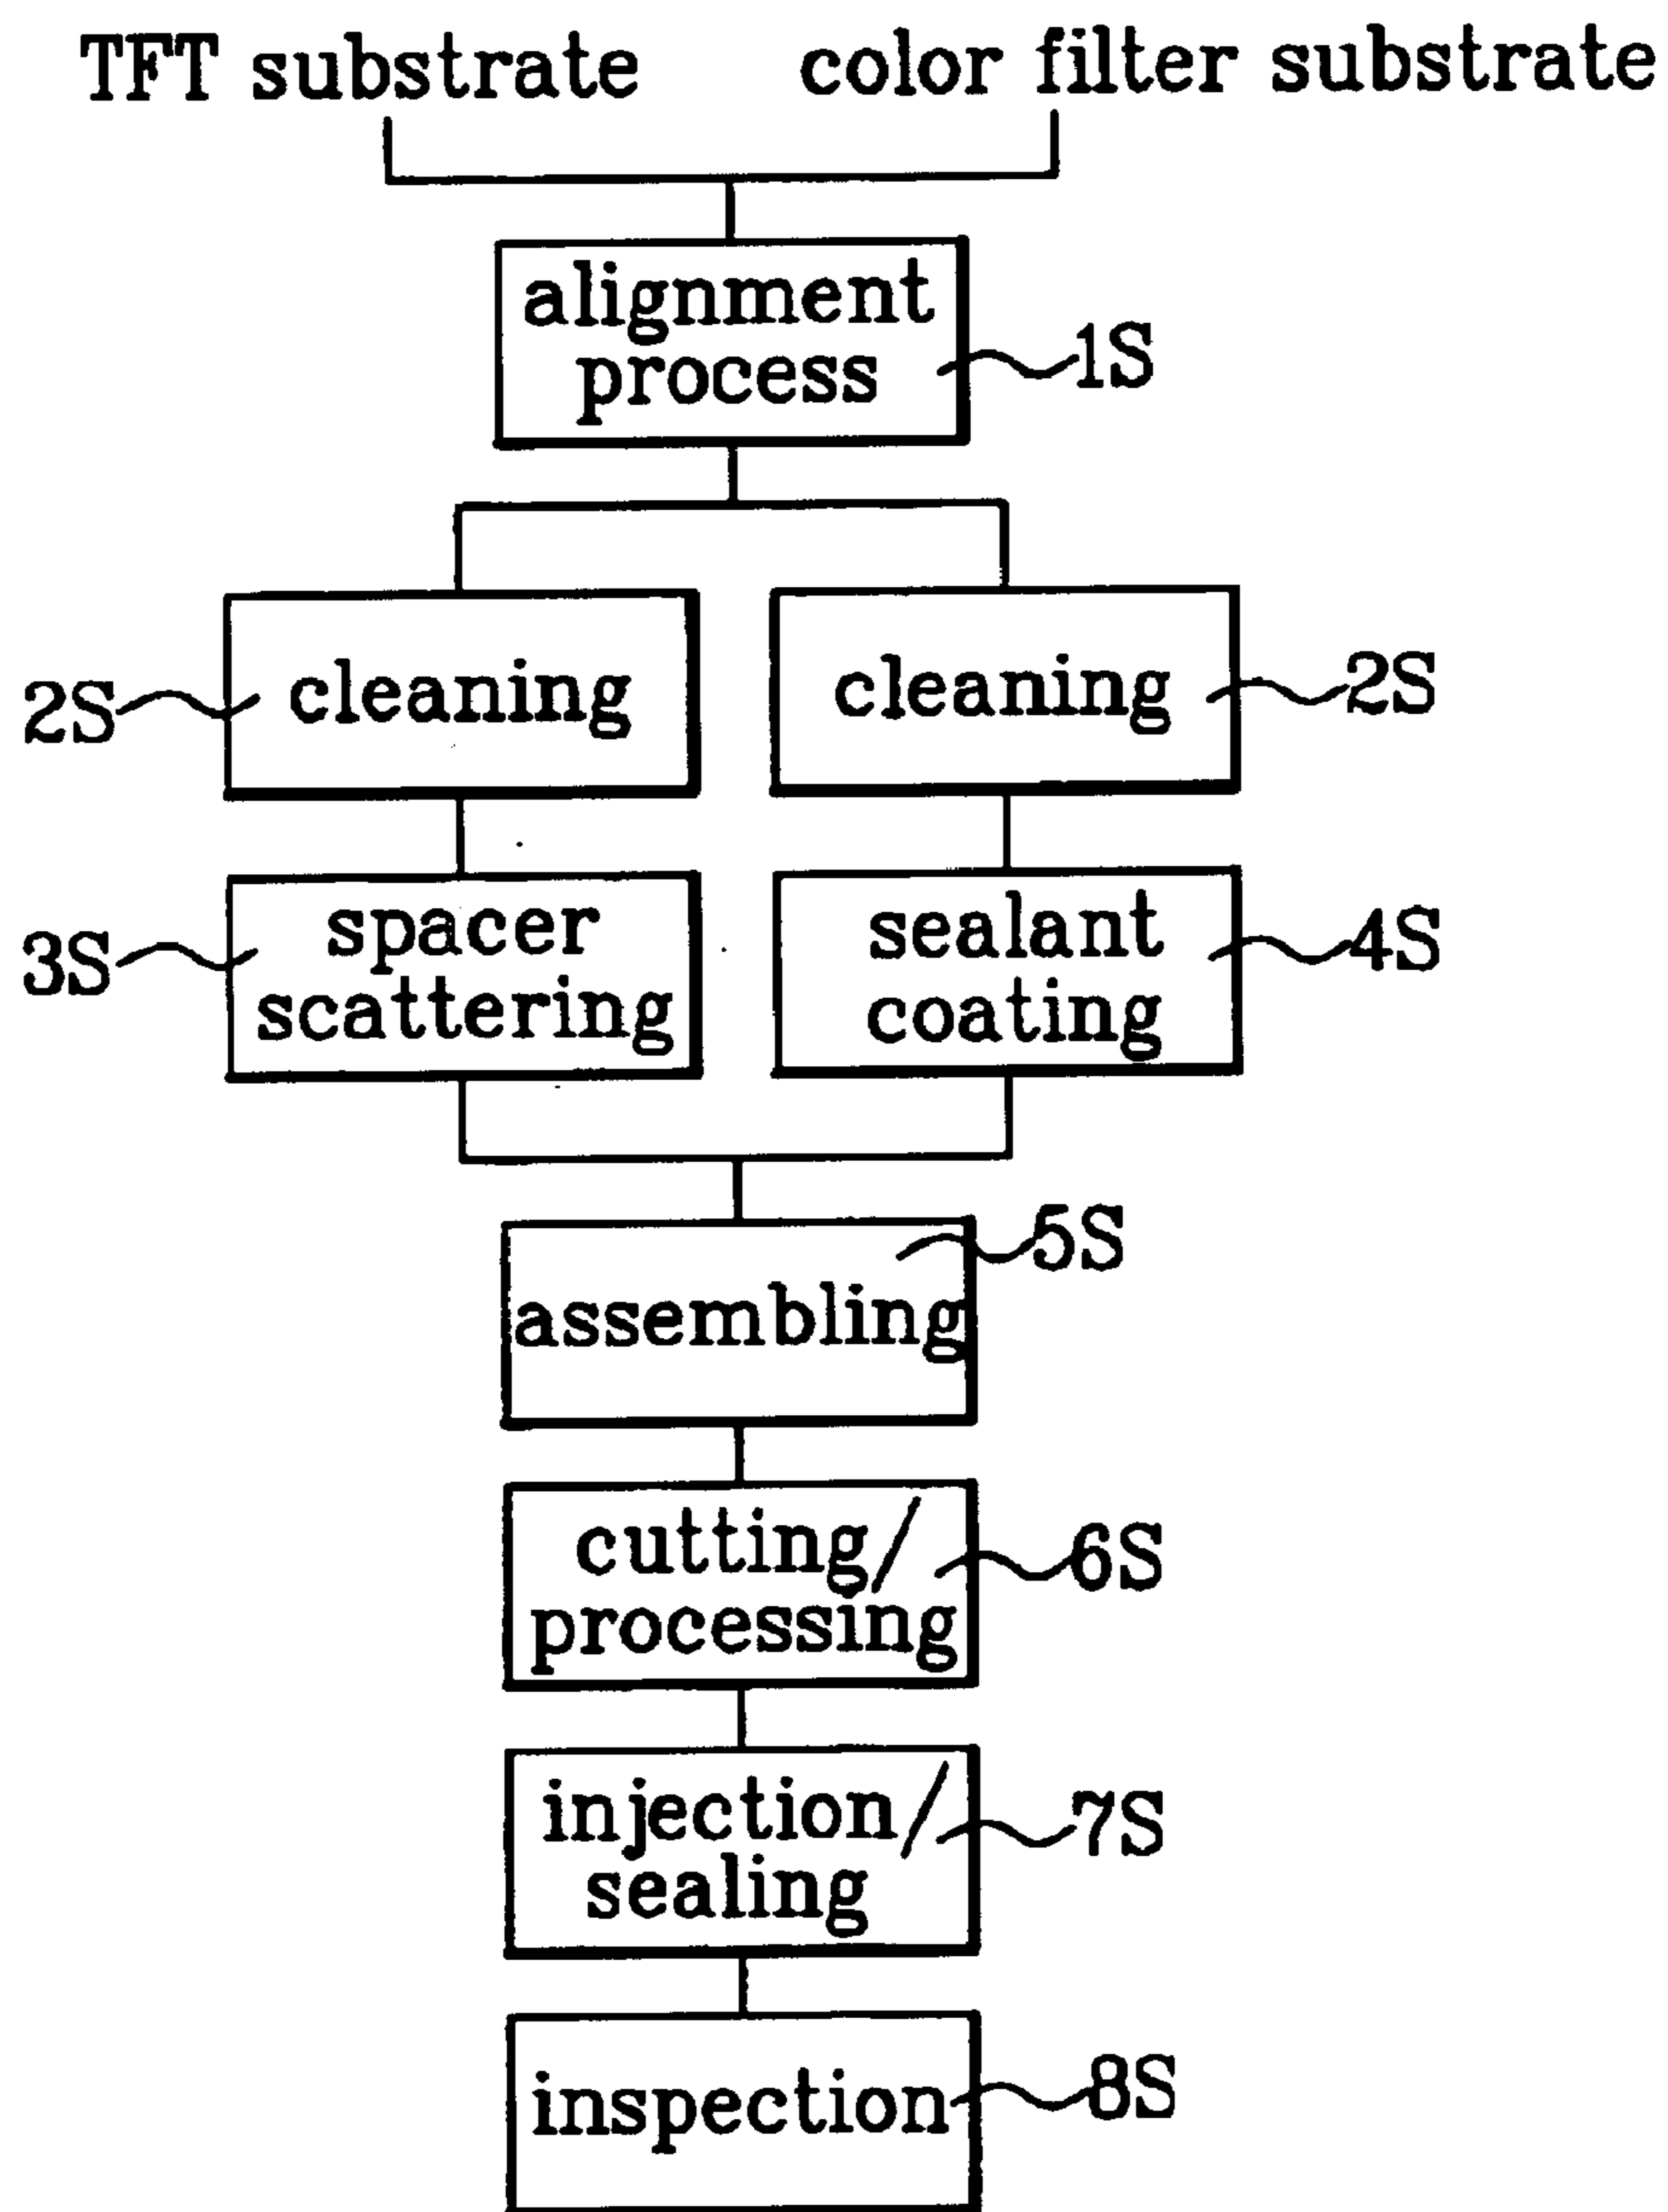 TFT substrate
color filter substrate
alignment
process
1S
2S
cleaning
cleaning
2S
3S
spacer
scattering
sealant
coating
4S
5S
assembling
cutting/
processing
6S
injection/
sealing
7S
inspection
8S